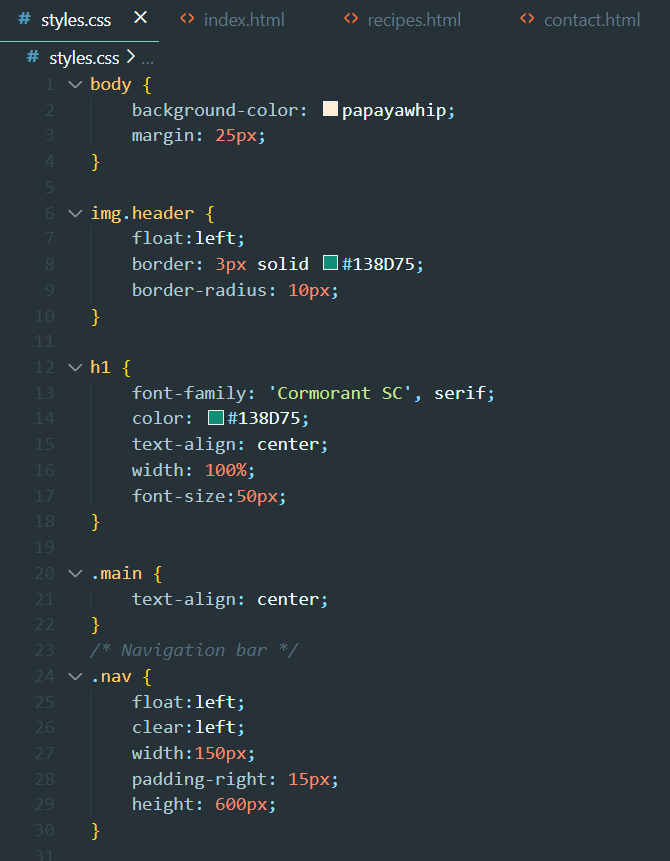 # styles.css × <> index.html <> recipes.html <> contact.html
# styles.css > ...
1 body {
2 background-color: papayawhip;
3 margin: 25px;
4 }
5
6 img.header {
7 float:left;
8 border: 3px solid #138D75;
9 border-radius: 10px;
10 }
11
12 h1 {
13 font-family: 'Cormorant SC', serif;
14 color: #138D75;
15 text-align: center;
16 width: 100%;
17 font-size:50px;
18 }
19
20 .main {
21 text-align: center;
22 }
23 /* Navigation bar */
24 .nav {
25 float:left;
26 clear:left;
27 width:150px;
28 padding-right: 15px;
29 height: 600px;
30 }
31